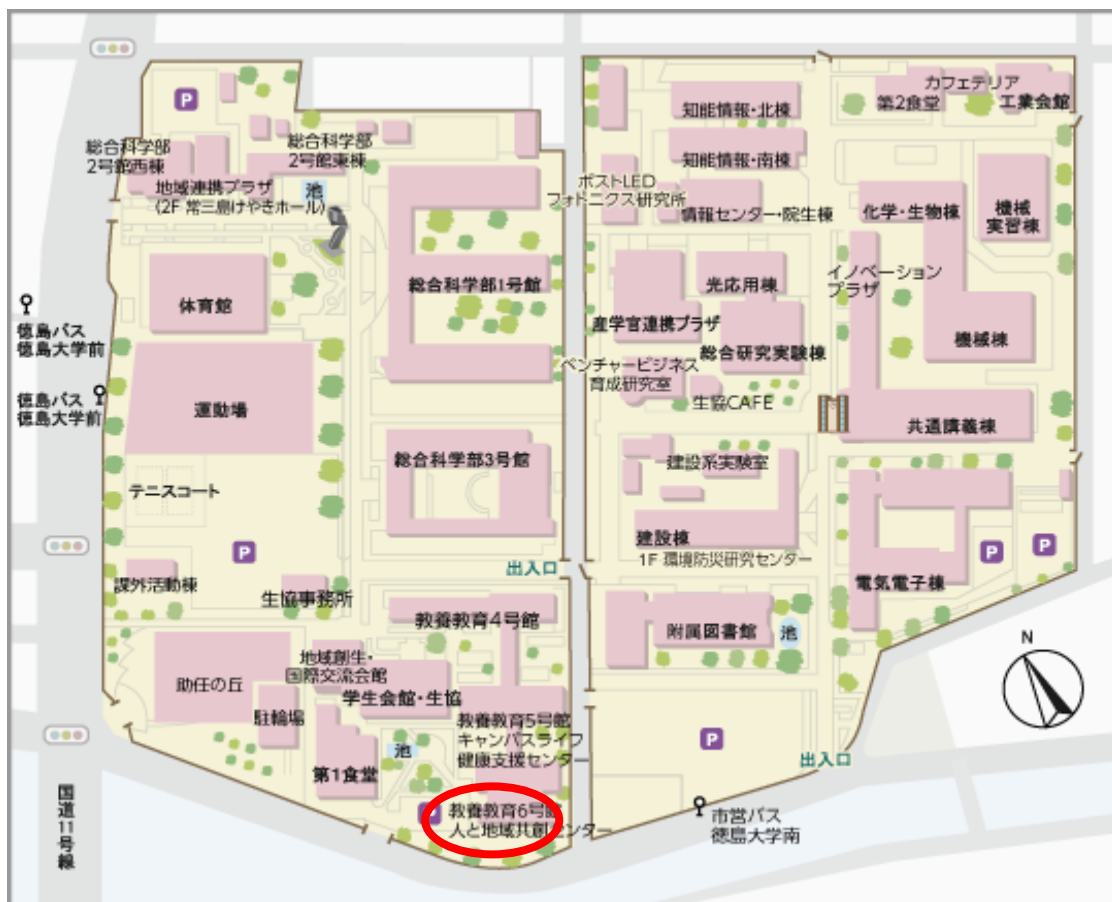 P
総合科学部
2号館西棟
総合科学部
2号館東棟
地域連携プラザ
(2F 常三島けやきホール)
池
体育館
総合科学部1号館
徳島バス
徳島大学前
徳島バス
徳島大学前
運動場
総合科学部3号館
テニスコート
P
課外活動棟
生協事務所
出入口
教養教育4号館
地域創生・
国際交流会館
助任の丘
学生会館・生協
駐輪場
教養教育5号館
キャンパスライフ
健康支援センター
池
第1食堂
P
教養教育6号館
人と地域共創センター
国道11号線
知能情報・北棟
カフェテリア
第2食堂
工業会館
知能情報・南棟
ポストLED
フォトニクス研究所
情報センター・院生棟
化学・生物棟
機械
実習棟
光応用棟
イノベーション
プラザ
産学官連携プラザ
総合研究実験棟
機械棟
ベンチャービジネス
育成研究室
生協CAFE
共通講義棟
建設系実験室
建設棟
1F 環境防災研究センター
P
P
電気電子棟
附属図書館
池
N
P
出入口
市営バス
徳島大学南